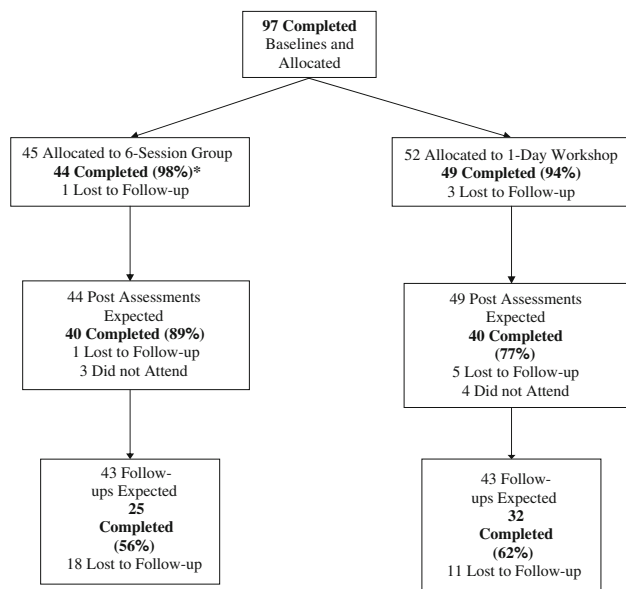 97 Completed
Baselines and
Allocated
45 Allocated to 6-Session Group
44 Completed (98%)*
1 Lost to Follow-up
52 Allocated to 1-Day Workshop
49 Completed (94%)
3 Lost to Follow-up
44 Post Assessments
Expected
40 Completed (89%)
1 Lost to Follow-up
3 Did not Attend
49 Post Assessments
Expected
40 Completed
(77%)
5 Lost to Follow-up
4 Did not Attend
43 Follow-
ups Expected
25
Completed
(56%)
18 Lost to Follow-up
43 Follow-
ups Expected
32
Completed
(62%)
11 Lost to Follow-up